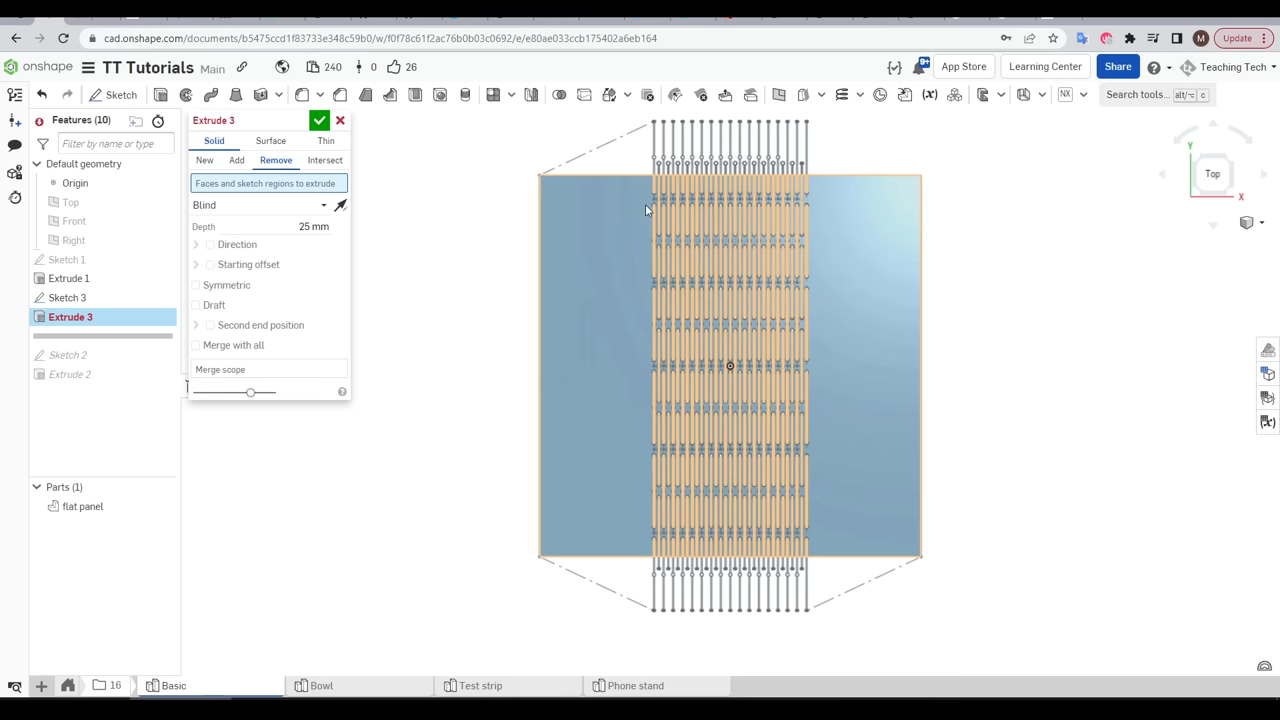 cad.onshape.com/documents/b5475ccd1f83733e348c59b0/w/f0f78c61f2ac76b0b03c0692/e/e80ae033ccb175402a6eb164
M
Update
onshape
TT Tutorials
Main
240
0
26
9+
App Store
Learning Center
Share
Teaching Tech
Sketch
NX
Search tools...
alt/⌥
c
Features (10)
Filter by name or type
Default geometry
Origin
Top
Front
Right
Sketch 1
Extrude 1
Sketch 3
Extrude 3
Sketch 2
Extrude 2
Parts (1)
flat panel
Extrude 3
Solid
Surface
Thin
New
Add
Remove
Intersect
Faces and sketch regions to extrude
Blind
Depth
25 mm
Direction
Starting offset
Symmetric
Draft
Second end position
Merge with all
Merge scope
Y
Top
X
16
Basic
Bowl
Test strip
Phone stand